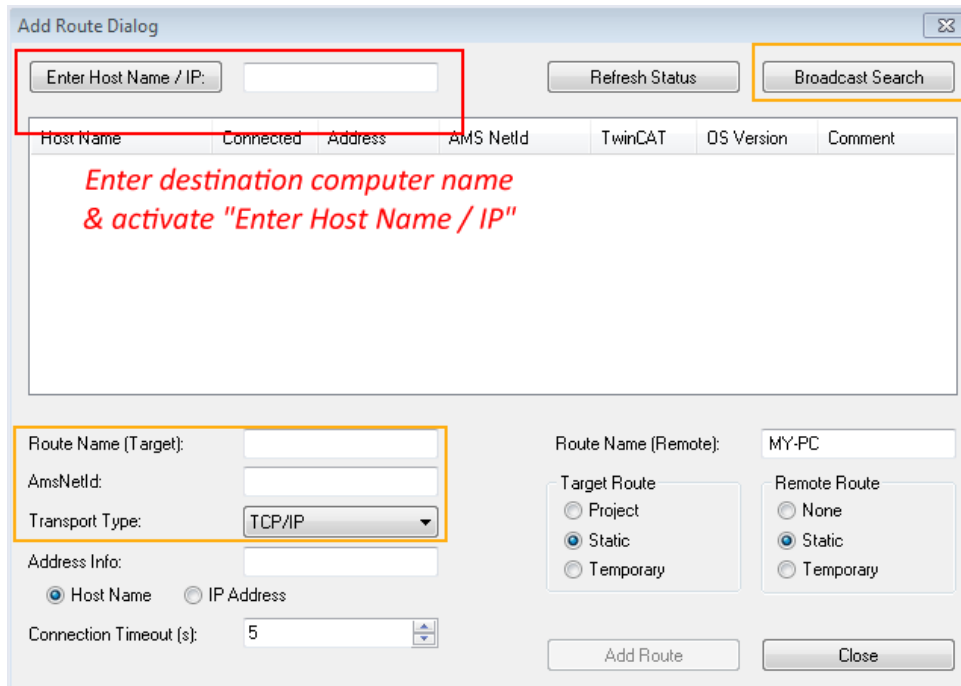 Add Route Dialog
Enter Host Name / IP:
Refresh Status
Broadcast Search
Host Name Connected Address AMS NetId TwinCAT OS Version Comment
Enter destination computer name
& activate "Enter Host Name / IP"
Route Name (Target):
Route Name (Remote): MY-PC
AmsNetId:
Target Route
Remote Route
Transport Type: TCP/IP
Project
None
Static
Static
Address Info:
Temporary
Temporary
Host Name
IP Address
Connection Timeout (s): 5
Add Route
Close